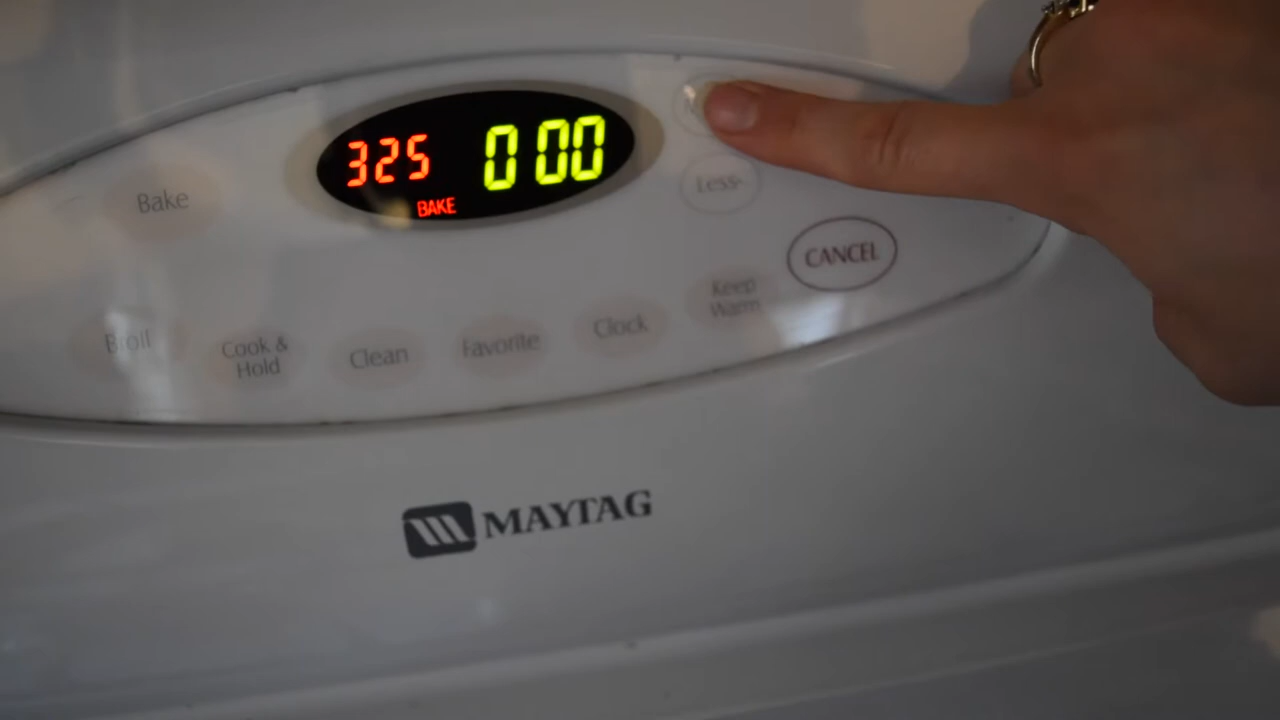 325 0 00
BAKE
Bake
Less-
CANCEL
Keep
Warm
Clock
Favorite
Clean
Cook &
Hold
Broil
MAYTAG